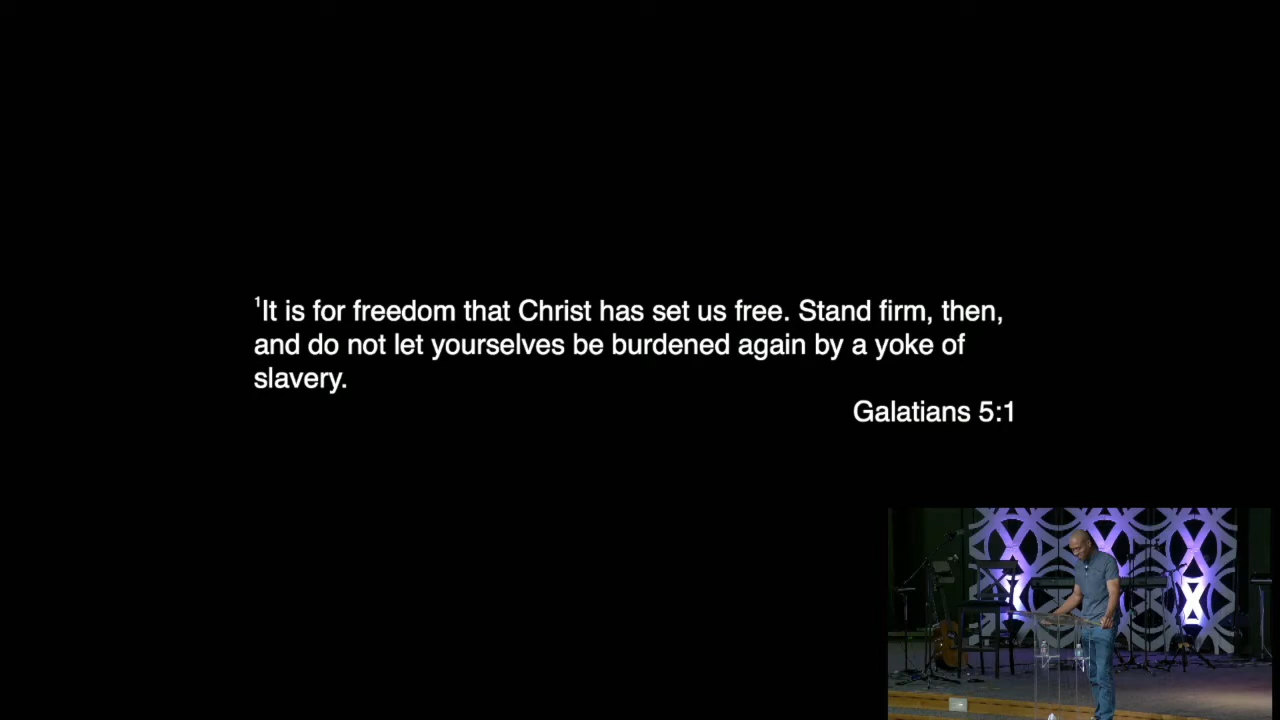 ¹It is for freedom that Christ has set us free. Stand firm, then,
and do not let yourselves be burdened again by a yoke of
slavery.
Galatians 5:1